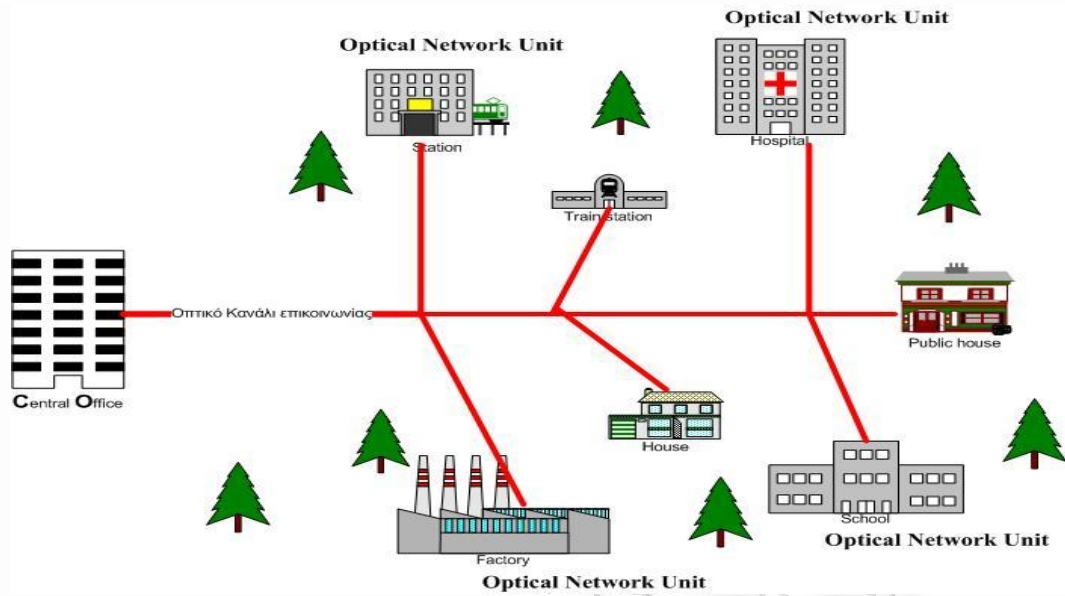 Optical Network Unit
Optical Network Unit
Station
Hospital
Train station
Οπτικό Κανάλι επικοινωνίας
Public house
Central Office
House
School
Optical Network Unit
Factory
Optical Network Unit